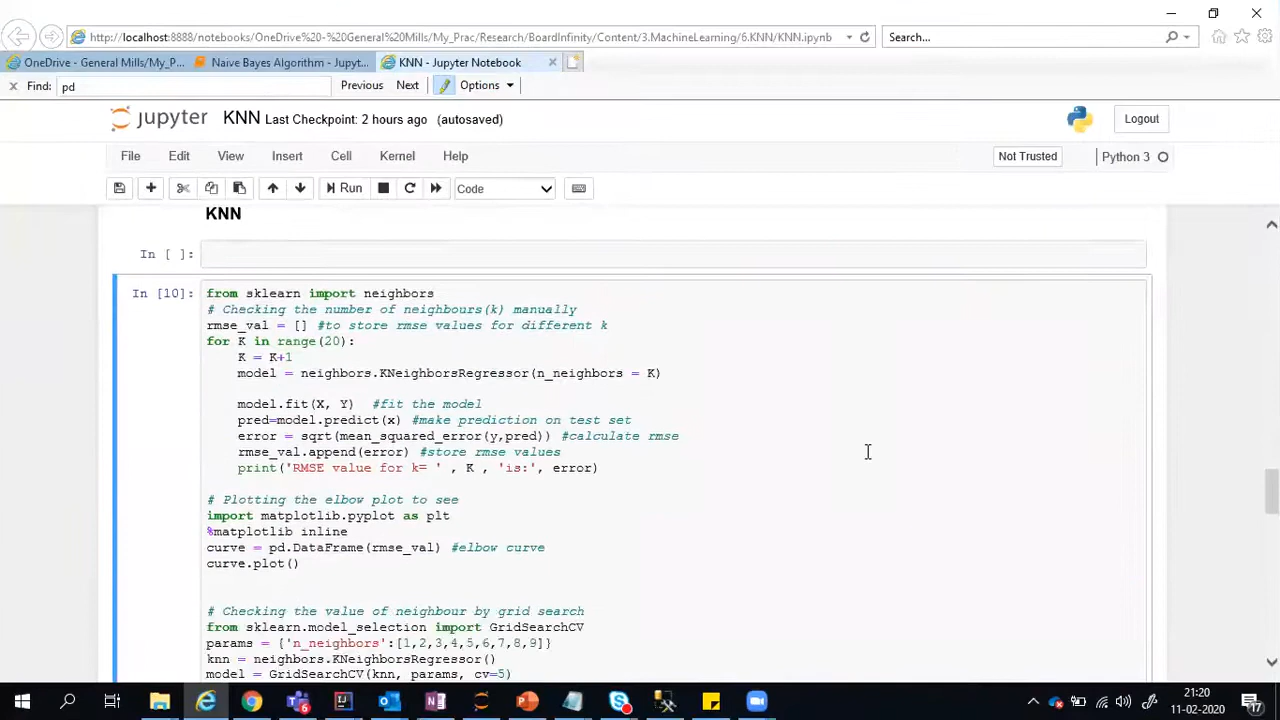 http://localhost:8888/notebooks/OneDrive%20-%20General%20Mills/My_Prac/Research/BoardInfinity/Content/3.MachineLearning/6.KNN/KNN.ipynb
Search...
OneDrive - General Mills/My_P...
Naive Bayes Algorithm - Jupyt...
KNN - Jupyter Notebook
X Find: pd Previous Next Options
jupyter KNN Last Checkpoint: 2 hours ago (autosaved)
Logout
File Edit View Insert Cell Kernel Help
Not Trusted
Python 3
Run
Code
KNN
In [ ]:
In [10]:
from sklearn import neighbors
# Checking the number of neighbours(k) manually
rmse_val = [] #to store rmse values for different k
for K in range(20):
    K = K+1
    model = neighbors.KNeighborsRegressor(n_neighbors = K)
    model.fit(X, Y)  #fit the model
    pred=model.predict(x) #make prediction on test set
    error = sqrt(mean_squared_error(y,pred)) #calculate rmse
    rmse_val.append(error) #store rmse values
    print('RMSE value for k= ' , K , 'is:', error)
# Plotting the elbow plot to see
import matplotlib.pyplot as plt
%matplotlib inline
curve = pd.DataFrame(rmse_val) #elbow curve
curve.plot()
# Checking the value of neighbour by grid search
from sklearn.model_selection import GridSearchCV
params = {'n_neighbors':[1,2,3,4,5,6,7,8,9]}
knn = neighbors.KNeighborsRegressor()
model = GridSearchCV(knn, params, cv=5)
21:20
11-02-2020
17